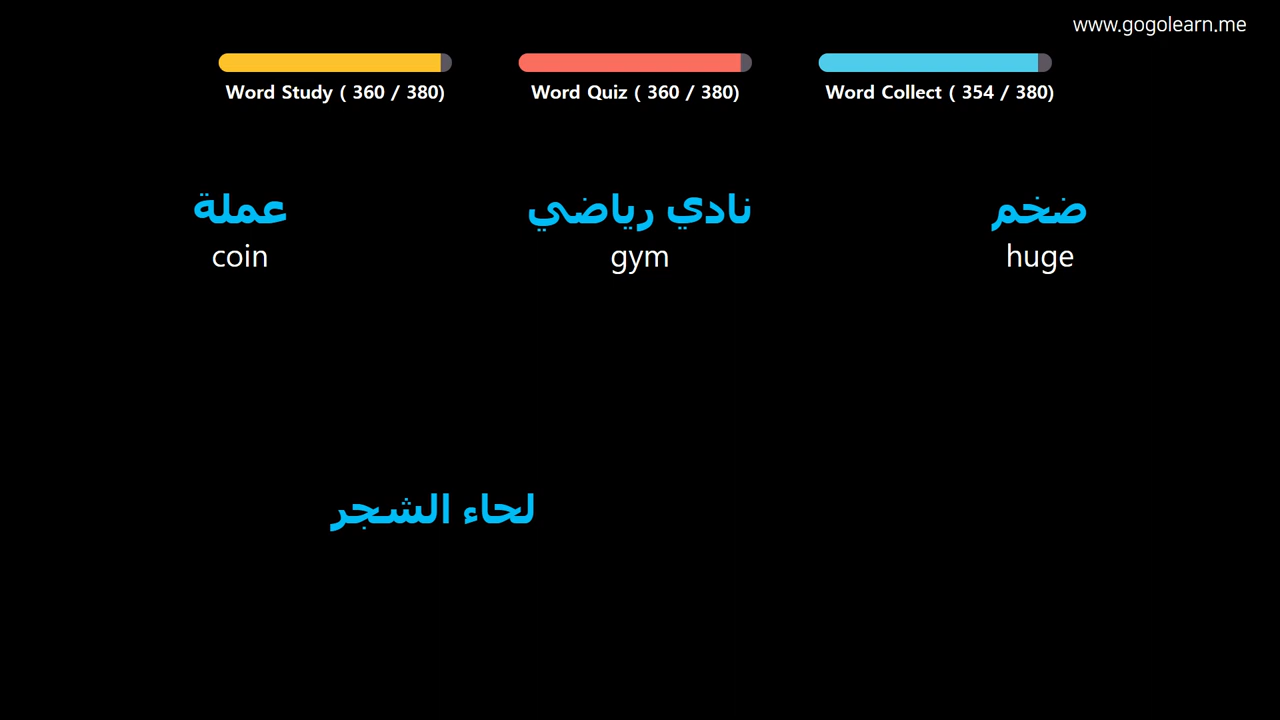 www.gogolearn.me
Word Study ( 360 / 380)
Word Quiz ( 360 / 380)
Word Collect ( 354 / 380)
عملة
coin
نادي رياضي
gym
ضخم
huge
لحاء الشجر